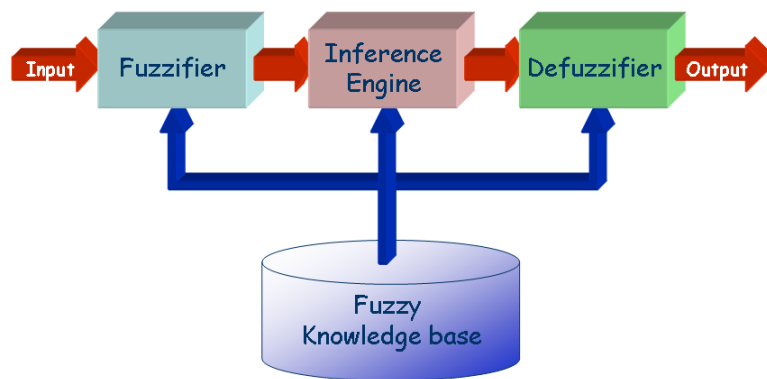 Input
Fuzzifier
Inference
Engine
Defuzzifier
Output
Fuzzy
Knowledge base